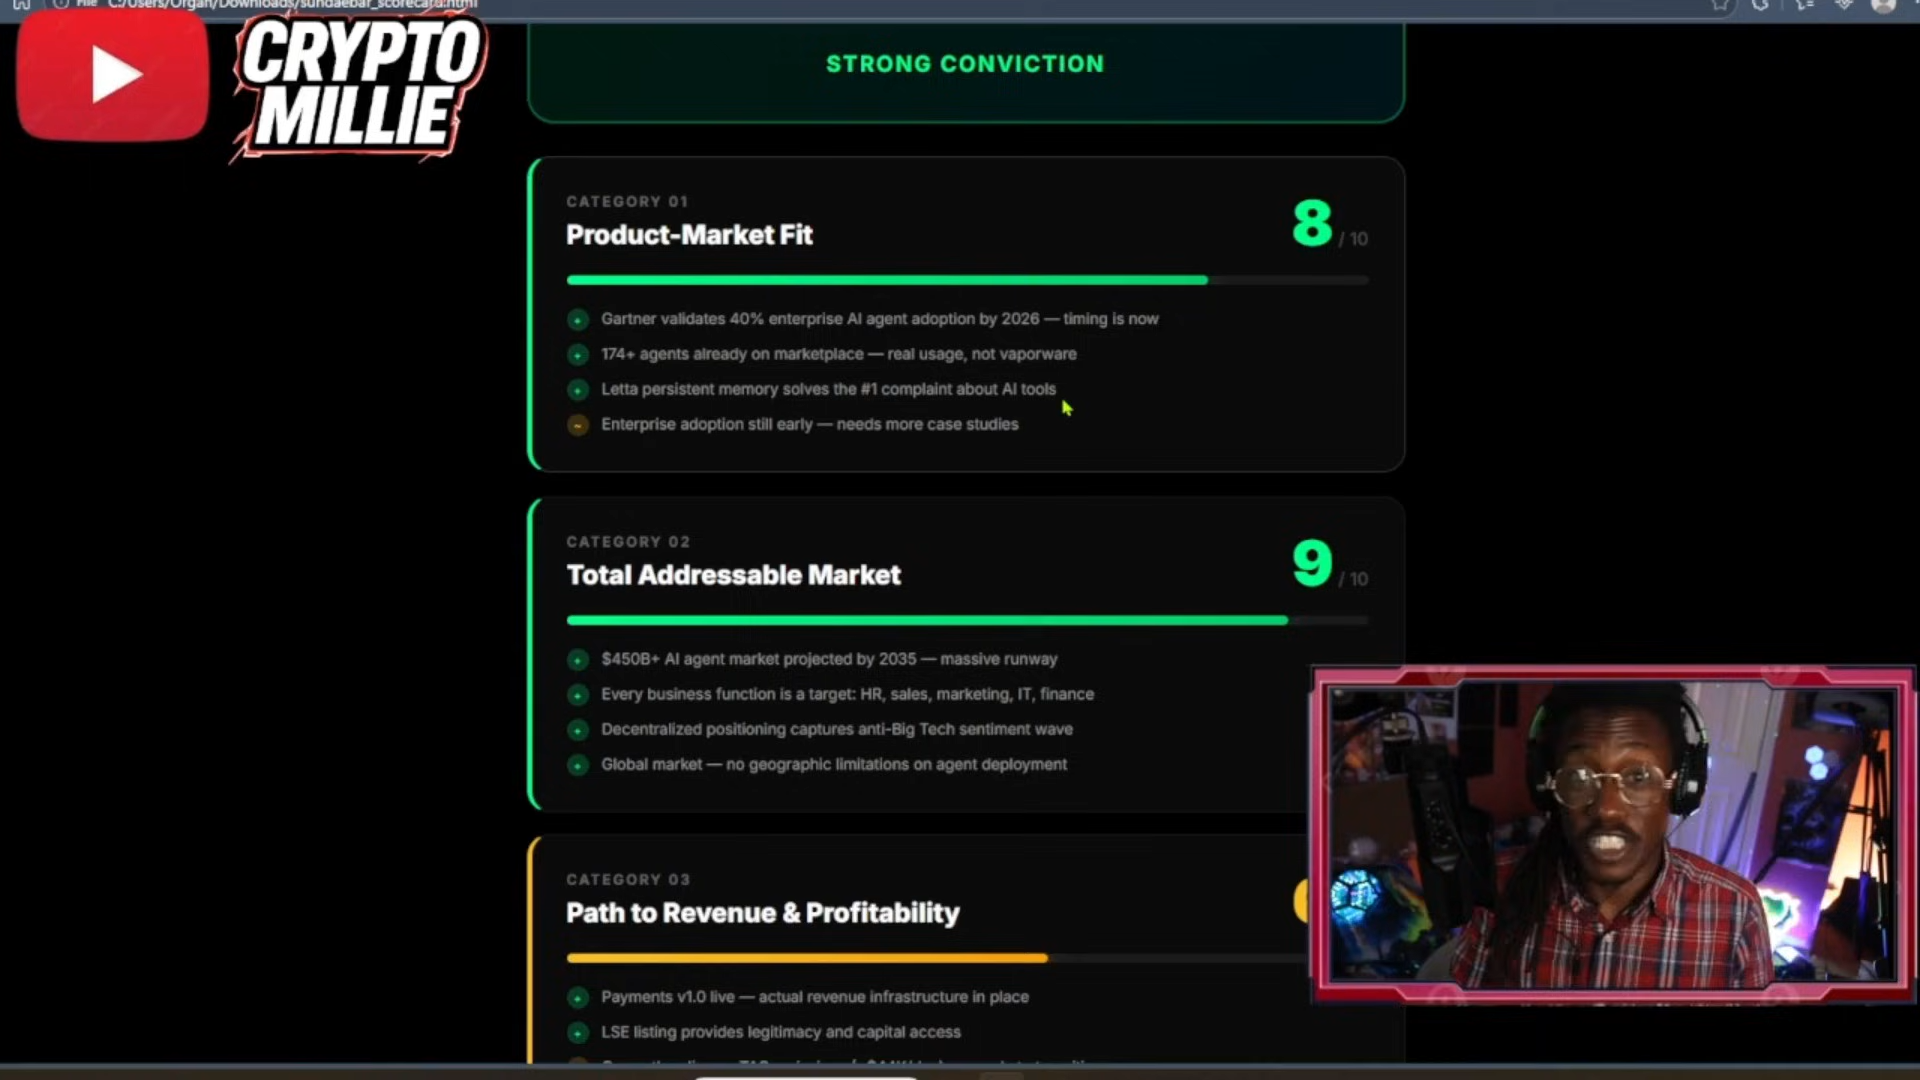 CRYPTO
MILLIE
STRONG CONVICTION
CATEGORY 01
Product-Market Fit
8 / 10
Gartner validates 40% enterprise AI agent adoption by 2026 — timing is now
174+ agents already on marketplace — real usage, not vaporware
Letta persistent memory solves the #1 complaint about AI tools
Enterprise adoption still early — needs more case studies
CATEGORY 02
Total Addressable Market
9 / 10
$450B+ AI agent market projected by 2035 — massive runway
Every business function is a target: HR, sales, marketing, IT, finance
Decentralized positioning captures anti-Big Tech sentiment wave
Global market — no geographic limitations on agent deployment
CATEGORY 03
Path to Revenue & Profitability
Payments v1.0 live — actual revenue infrastructure in place
LSE listing provides legitimacy and capital access